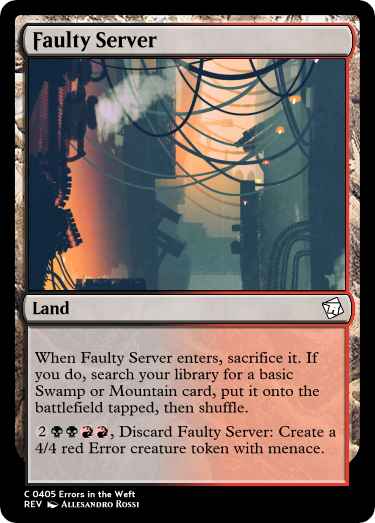 Faulty Server
Land
When Faulty Server enters, sacrifice it. If
you do, search your library for a basic
Swamp or Mountain card, put it onto the
battlefield tapped, then shuffle.
2, Discard Faulty Server: Create a
4/4 red Error creature token with menace.
C 0405 Errors in the Weft
REV Allesandro Rossi